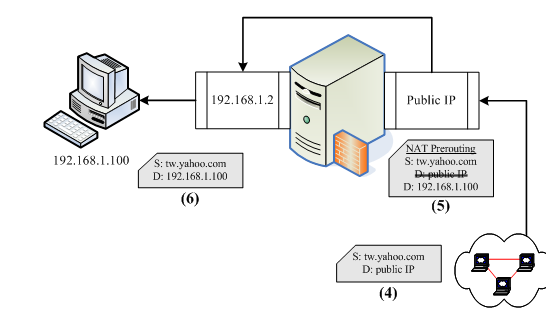 192.168.1.2
Public IP
192.168.1.100
S: tw.yahoo.com
D: 192.168.1.100
(6)
NAT Prerouting
S: tw.yahoo.com
D: public IP
D: 192.168.1.100
(5)
S: tw.yahoo.com
D: public IP
(4)